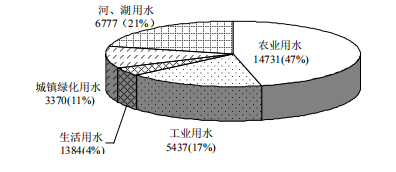 河、湖用水
6777（21%）
农业用水
14731(47%)
城镇绿化用水
3370(11%)
生活用水
1384(4%)
工业用水
5437(17%)